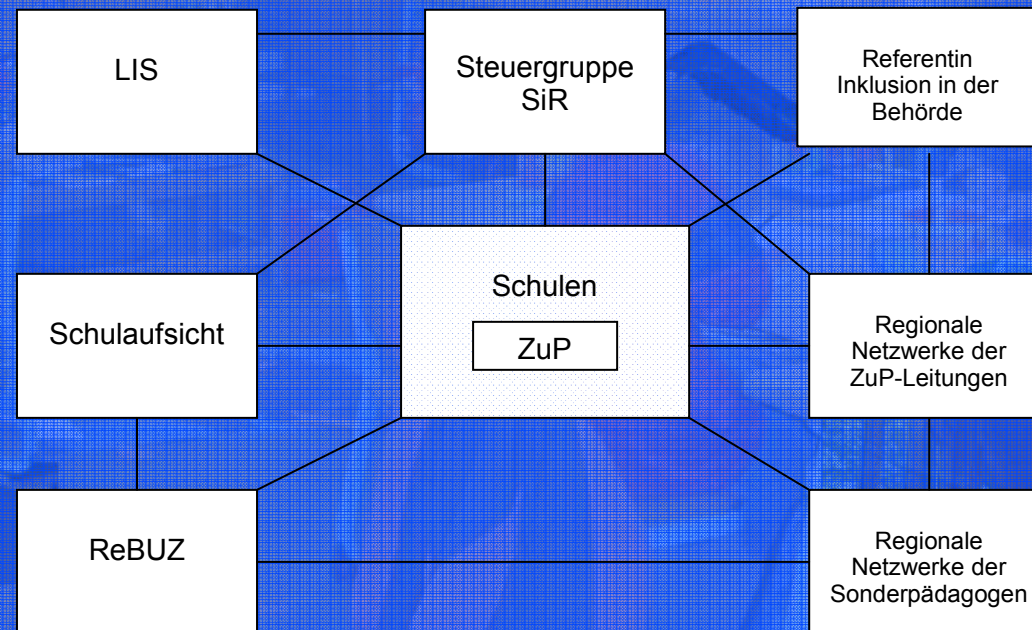 LIS
Steuergruppe
SiR
Referentin
Inklusion in der
Behörde
Schulaufsicht
Schulen
ZuP
Regionale
Netzwerke der
ZuP-Leitungen
ReBUZ
Regionale
Netzwerke der
Sonderpädagogen